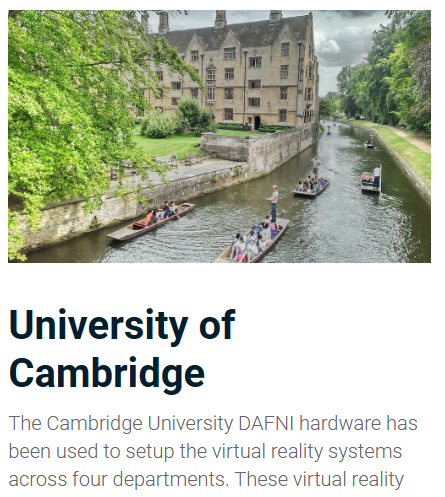 University of
Cambridge
The Cambridge University DAFNI hardware has
been used to setup the virtual reality systems
across four departments. These virtual reality